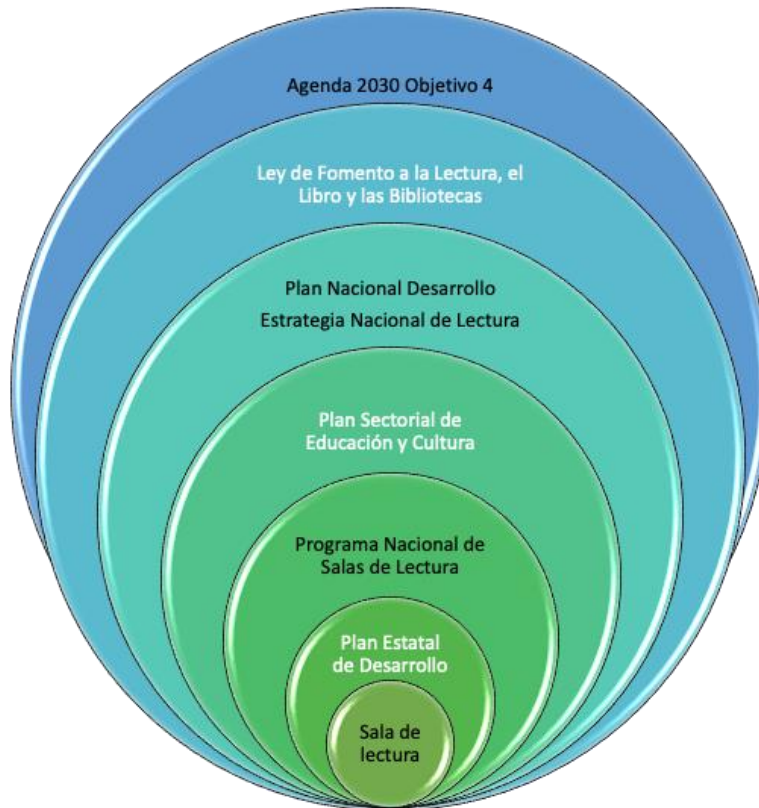 Agenda 2030 Objetivo 4
Ley de Fomento a la Lectura, el
Libro y las Bibliotecas
Plan Nacional Desarrollo
Estrategia Nacional de Lectura
Plan Sectorial de
Educación y Cultura
Programa Nacional de
Salas de Lectura
Plan Estatal
de Desarrollo
Sala de
lectura